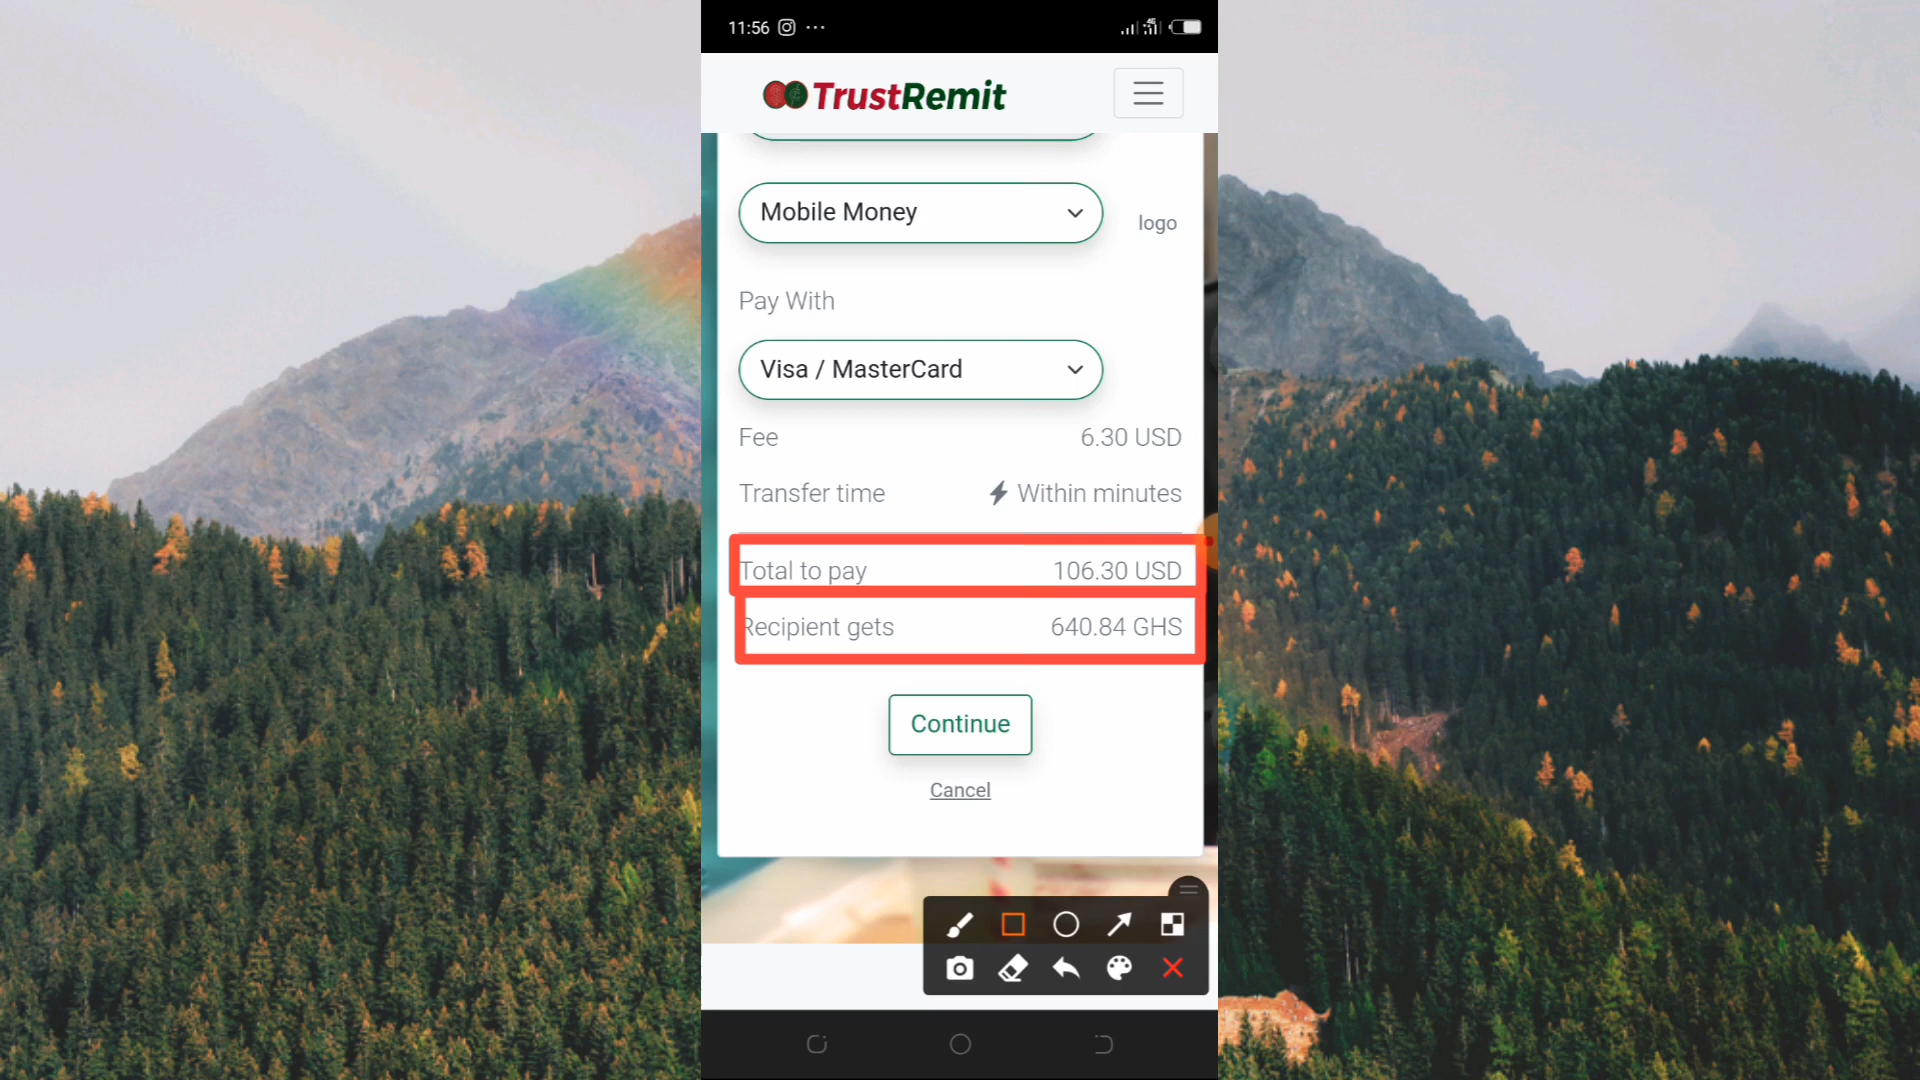 11:56
4G
TrustRemit
Mobile Money
logo
Pay With
Visa / MasterCard
Fee 6.30 USD
Transfer time Within minutes
Total to pay 106.30 USD
Recipient gets 640.84 GHS
Continue
Cancel